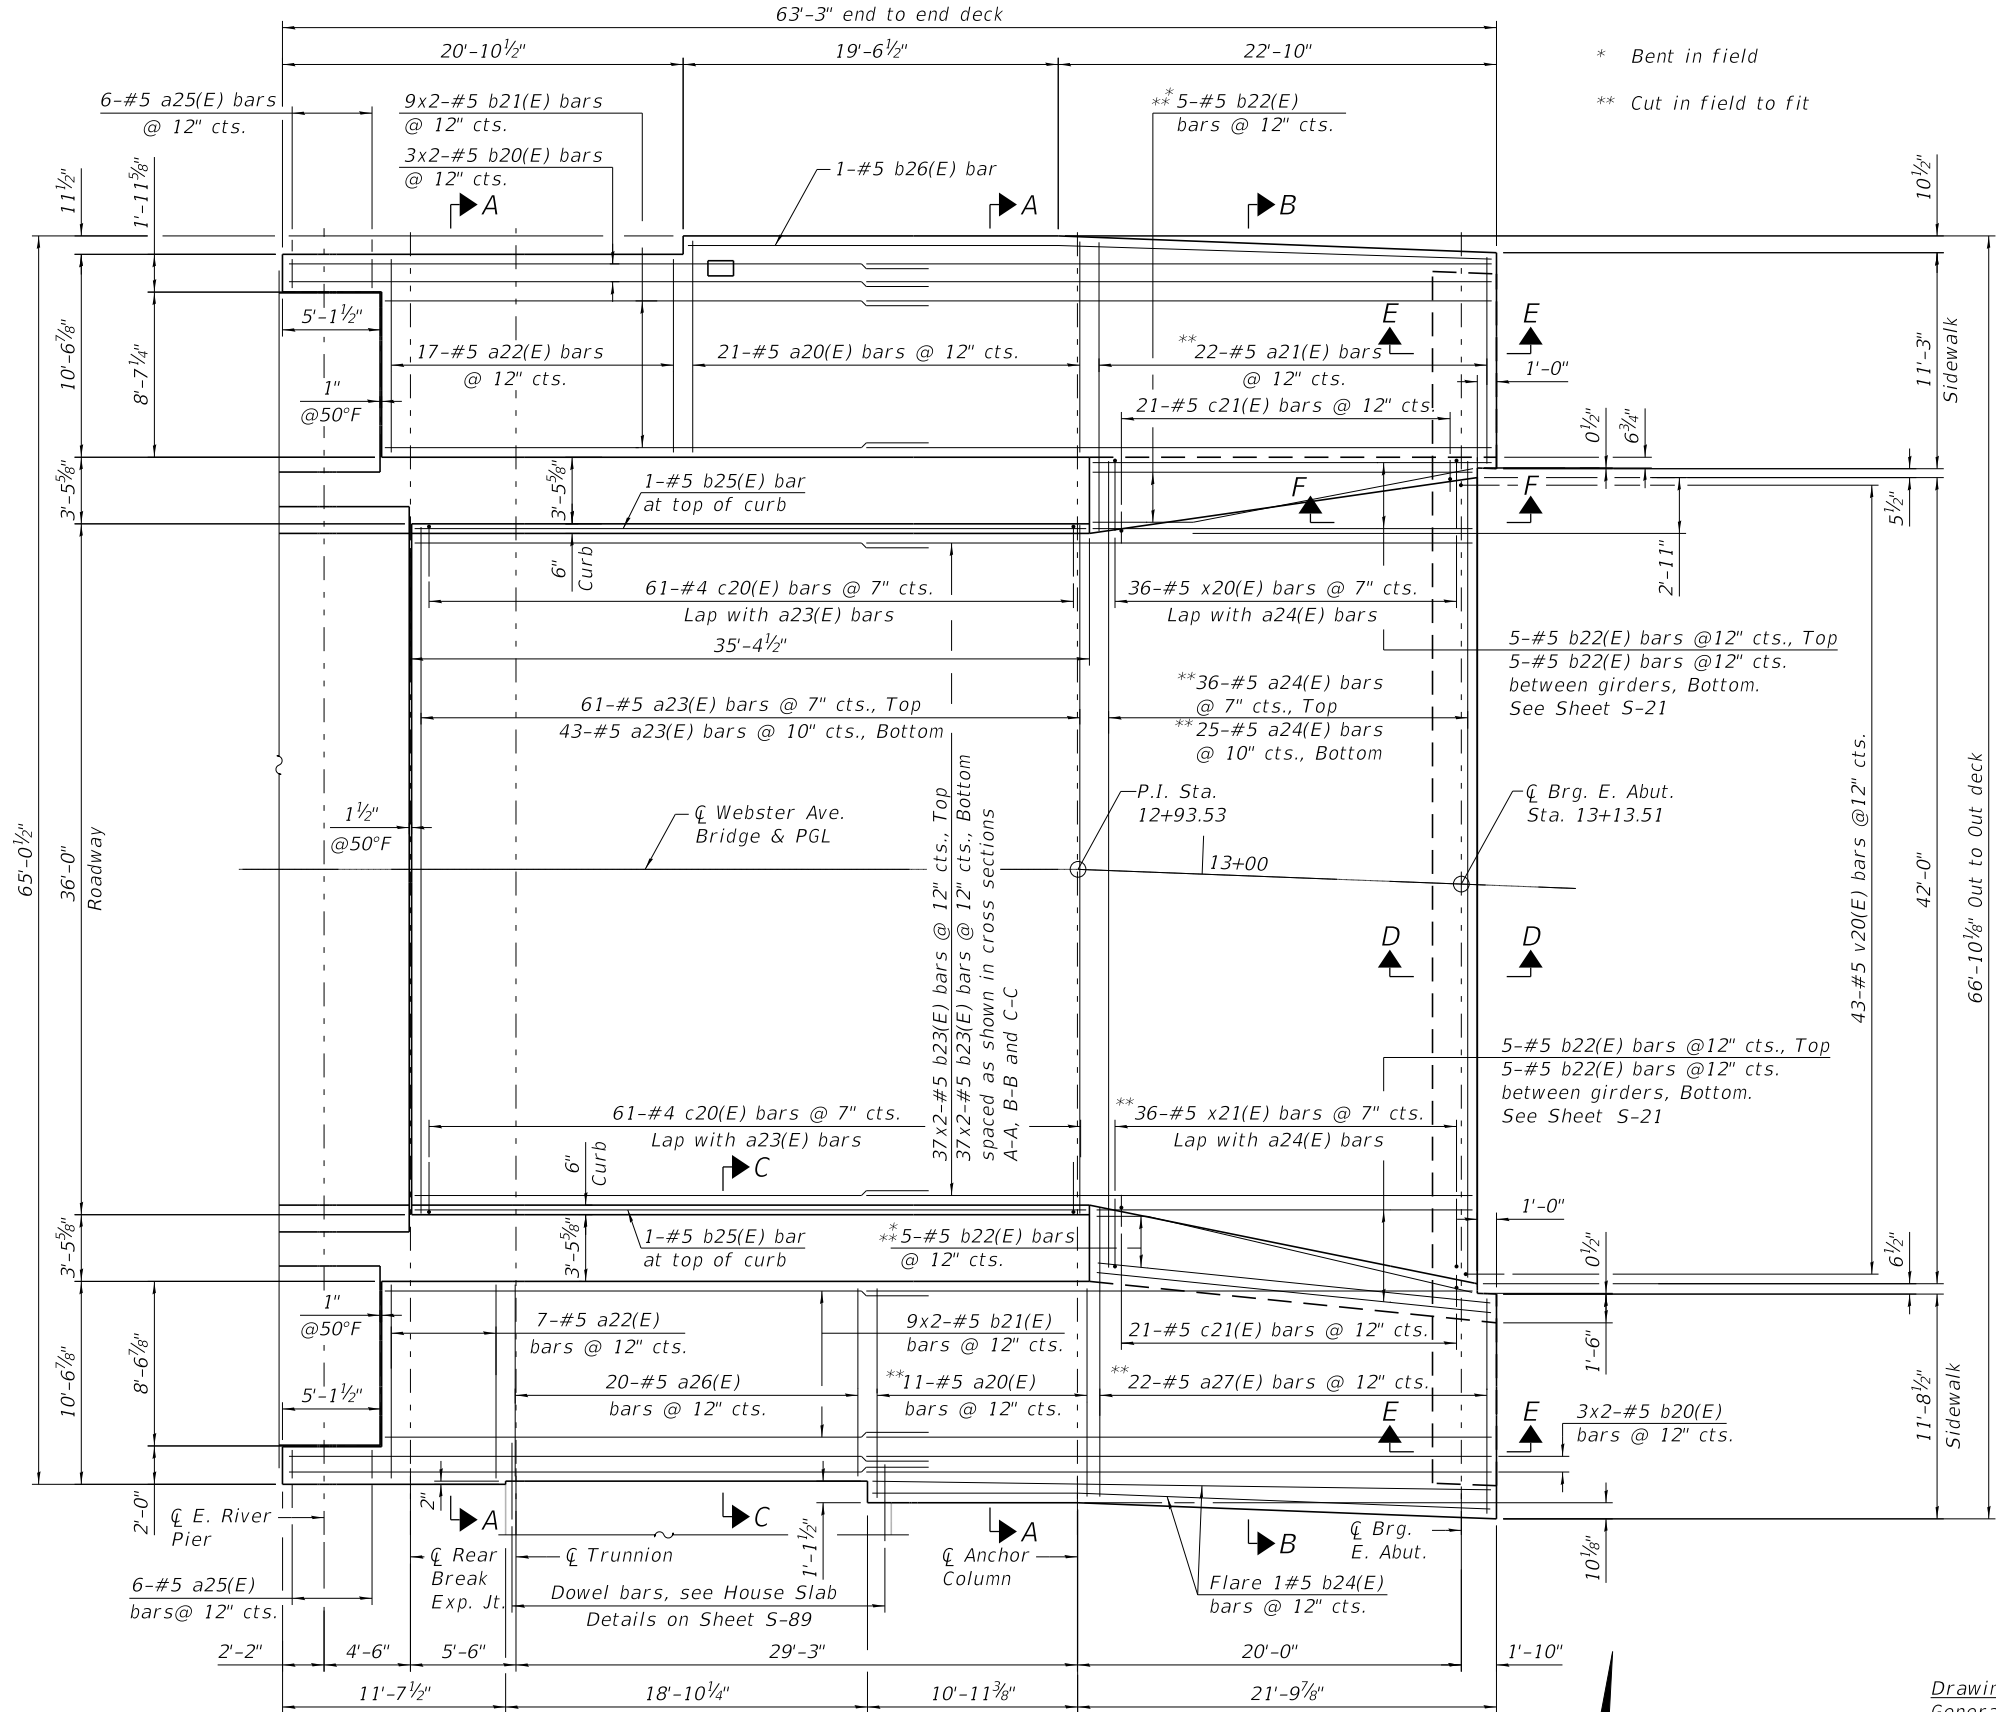 63'-3" end to end deck
20'-10½"
19'-6½"
22'-10"
* Bent in field
** Cut in field to fit
6-#5 a25(E) bars
@ 12" cts.
9x2-#5 b21(E) bars
@ 12" cts.
3x2-#5 b20(E) bars
@ 12" cts.
*
** 5-#5 b22(E)
bars @ 12" cts.
1-#5 b26(E) bar
11½"
1'-11⅝"
10½"
A
A
B
10'-6⅞"
8'-7¼"
5'-1½"
1"
@50°F
17-#5 a22(E) bars
@ 12" cts.
21-#5 a20(E) bars @ 12" cts.
**22-#5 a21(E) bars
@ 12" cts.
21-#5 c21(E) bars @ 12" cts.
E
E
1'-0"
11'-3"
Sidewalk
0½"
6¾"
3'-5⅝"
3'-5⅝"
1-#5 b25(E) bar
at top of curb
F
F
5½"
2'-11"
6"
Curb
61-#4 c20(E) bars @ 7" cts.
Lap with a23(E) bars
35'-4½"
36-#5 x20(E) bars @ 7" cts.
Lap with a24(E) bars
5-#5 b22(E) bars @12" cts., Top
5-#5 b22(E) bars @12" cts.
between girders, Bottom.
See Sheet S-21
61-#5 a23(E) bars @ 7" cts., Top
43-#5 a23(E) bars @ 10" cts., Bottom
**36-#5 a24(E) bars
@ 7" cts., Top
**25-#5 a24(E) bars
@ 10" cts., Bottom
65'-0½"
36'-0"
Roadway
1½"
@50°F
℄ Webster Ave.
Bridge & PGL
37x2-#5 b23(E) bars @ 12" cts., Top
37x2-#5 b23(E) bars @ 12" cts., Bottom
spaced as shown in cross sections
A-A, B-B and C-C
P.I. Sta.
12+93.53
13+00
℄ Brg. E. Abut.
Sta. 13+13.51
43-#5 v20(E) bars @12" cts.
42'-0"
66'-10⅛" Out to Out deck
D
D
5-#5 b22(E) bars @12" cts., Top
5-#5 b22(E) bars @12" cts.
between girders, Bottom.
See Sheet S-21
61-#4 c20(E) bars @ 7" cts.
Lap with a23(E) bars
**36-#5 x21(E) bars @ 7" cts.
Lap with a24(E) bars
6"
Curb
C
3'-5⅝"
3'-5⅝"
1-#5 b25(E) bar
at top of curb
*
**5-#5 b22(E) bars
@ 12" cts.
1'-0"
0½"
6½"
10'-6⅞"
8'-6⅞"
1"
@50°F
5'-1½"
7-#5 a22(E)
bars @ 12" cts.
20-#5 a26(E)
bars @ 12" cts.
9x2-#5 b21(E)
bars @ 12" cts.
**11-#5 a20(E)
bars @ 12" cts.
21-#5 c21(E) bars @ 12" cts.
**22-#5 a27(E) bars @ 12" cts.
1'-6"
E
E
3x2-#5 b20(E)
bars @ 12" cts.
11'-8½"
Sidewalk
2'-0"
2"
A
C
A
B
℄ E. River
Pier
℄ Rear
Break
Exp. Jt.
℄ Trunnion
1'-1½"
℄ Anchor
Column
℄ Brg.
E. Abut.
10⅛"
6-#5 a25(E)
bars@ 12" cts.
Dowel bars, see House Slab
Details on Sheet S-89
Flare 1#5 b24(E)
bars @ 12" cts.
2'-2"
4'-6"
5'-6"
29'-3"
20'-0"
1'-10"
11'-7½"
18'-10¼"
10'-11⅜"
21'-9⅞"